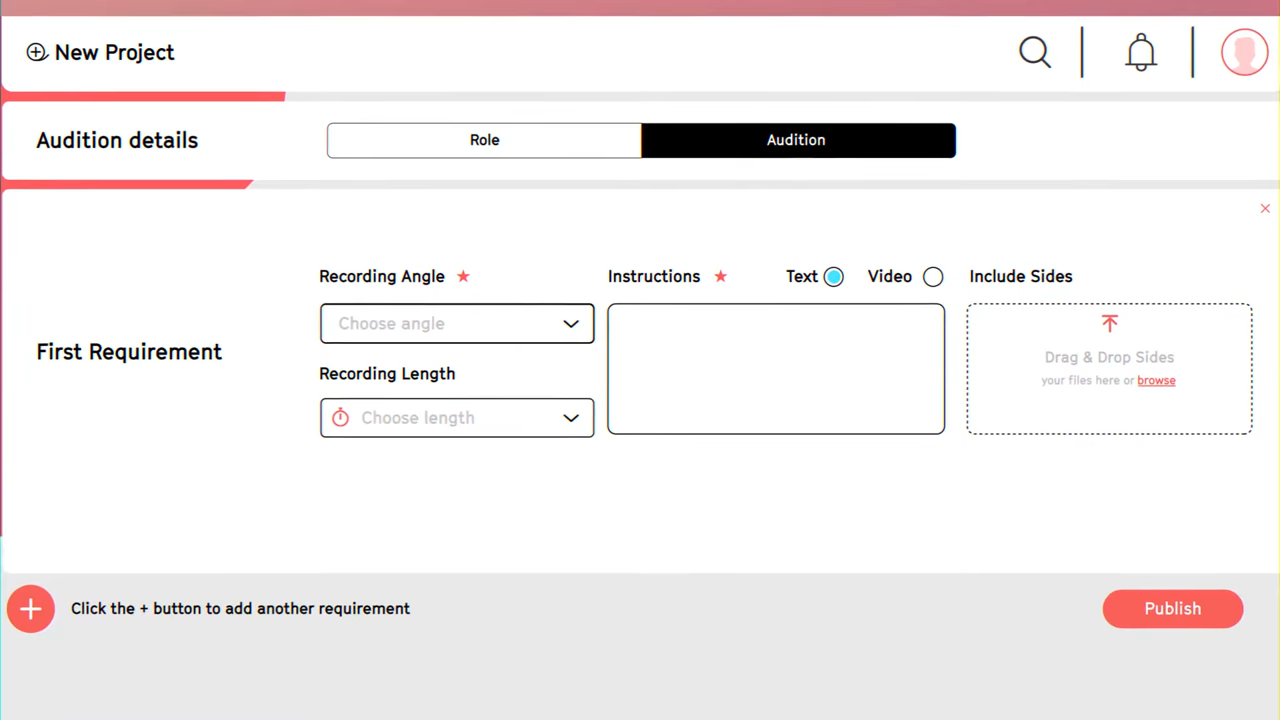 New Project
Audition details
Role
Audition
First Requirement
Recording Angle
Choose angle
Recording Length
Choose length
Instructions
Text
Video
Include Sides
Drag & Drop Sides
your files here or browse
Click the + button to add another requirement
Publish